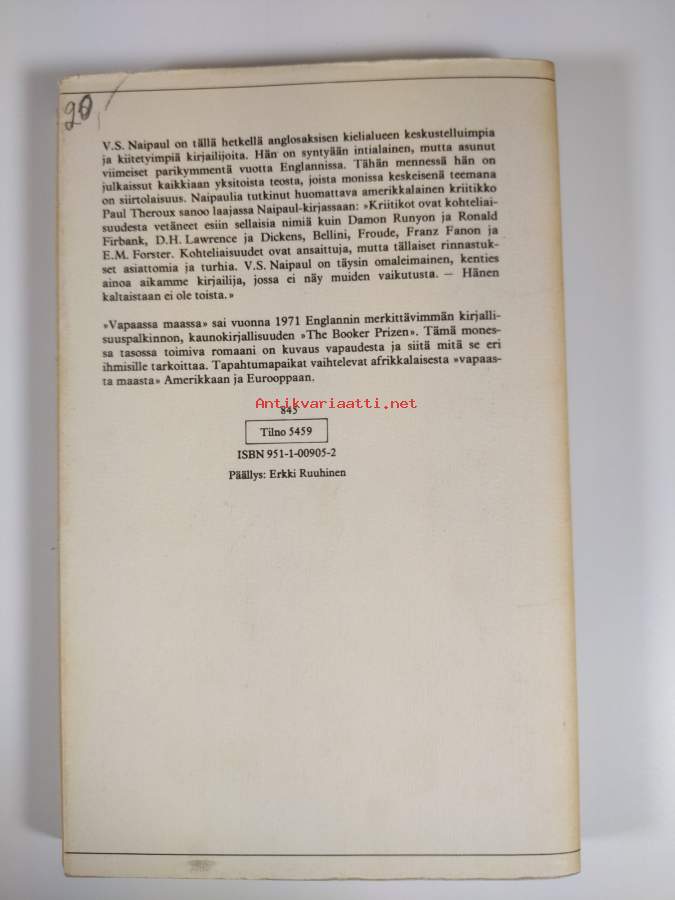 20,-
V.S. Naipaul on tällä hetkellä anglosaksisen kielialueen keskustelluimpia
ja kiitetyimpiä kirjailijoita. Hän on syntyään intialainen, mutta asunut
viimeiset parikymmentä vuotta Englannissa. Tähän mennessä hän on
julkaissut kaikkiaan yksitoista teosta, joista monissa keskeisenä teemana
on siirtolaisuus. Naipaulia tutkinut huomattava amerikkalainen kriitikko
Paul Theroux sanoo laajassa Naipaul-kirjassaan: »Kriitikot ovat kohteliai-
suudesta vetäneet esiin sellaisia nimiä kuin Damon Runyon ja Ronald
Firbank, D.H. Lawrence ja Dickens, Bellini, Froude, Franz Fanon ja
E.M. Forster. Kohteliaisuudet ovat ansaittuja, mutta tällaiset rinnastuk-
set asiattomia ja turhia. V.S. Naipaul on täysin omaleimainen, kenties
ainoa aikamme kirjailija, jossa ei näy muiden vaikutusta. — Hänen
kaltaistaan ei ole toista.»
»Vapaassa maassa» sai vuonna 1971 Englannin merkittävimmän kirjalli-
suuspalkinnon, kaunokirjallisuuden »The Booker Prizen». Tämä mones-
sa tasossa toimiva romaani on kuvaus vapaudesta ja siitä mitä se eri
ihmisille tarkoittaa. Tapahtumapaikat vaihtelevat afrikkalaisesta »vapaas-
ta maasta» Amerikkaan ja Eurooppaan.
Antikvariaatti.net
845
Tilno 5459
ISBN 951-1-00905-2
Päällys: Erkki Ruuhinen